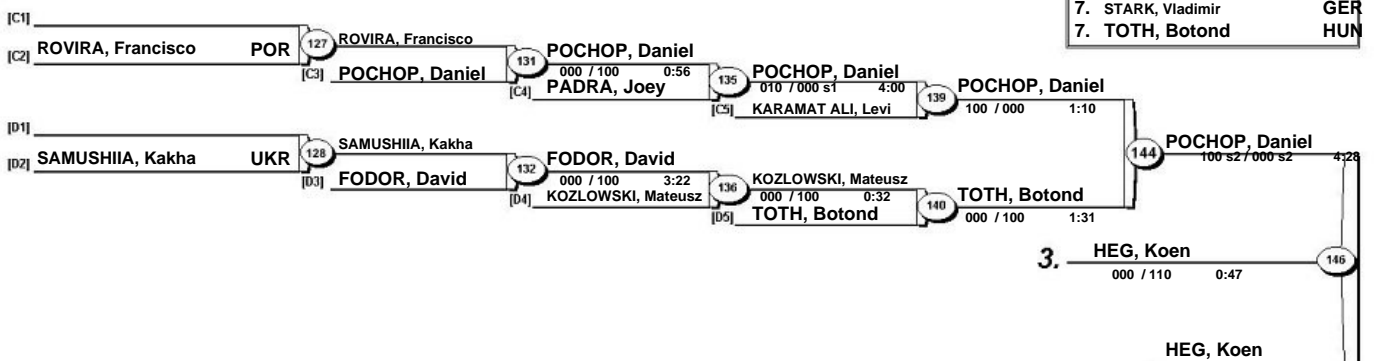 7. STARK, Vladimir GER
7. TOTH, Botond HUN
[C1]
[C2] ROVIRA, Francisco POR
127
ROVIRA, Francisco
[C3] POCHOP, Daniel
131
POCHOP, Daniel
000 / 100 0:56
[C4] PADRA, Joey
135
POCHOP, Daniel
010 / 000 s1 4:00
[C5] KARAMAT ALI, Levi
139
POCHOP, Daniel
100 / 000 1:10
[D1]
[D2] SAMUSHIIA, Kakha UKR
128
SAMUSHIIA, Kakha
[D3] FODOR, David
132
FODOR, David
000 / 100 3:22
[D4] KOZLOWSKI, Mateusz
136
KOZLOWSKI, Mateusz
000 / 100 0:32
[D5] TOTH, Botond
140
TOTH, Botond
000 / 100 1:31
144
POCHOP, Daniel
100 s2 / 000 s2 4:28
3. HEG, Koen
000 / 110 0:47
146
HEG, Koen